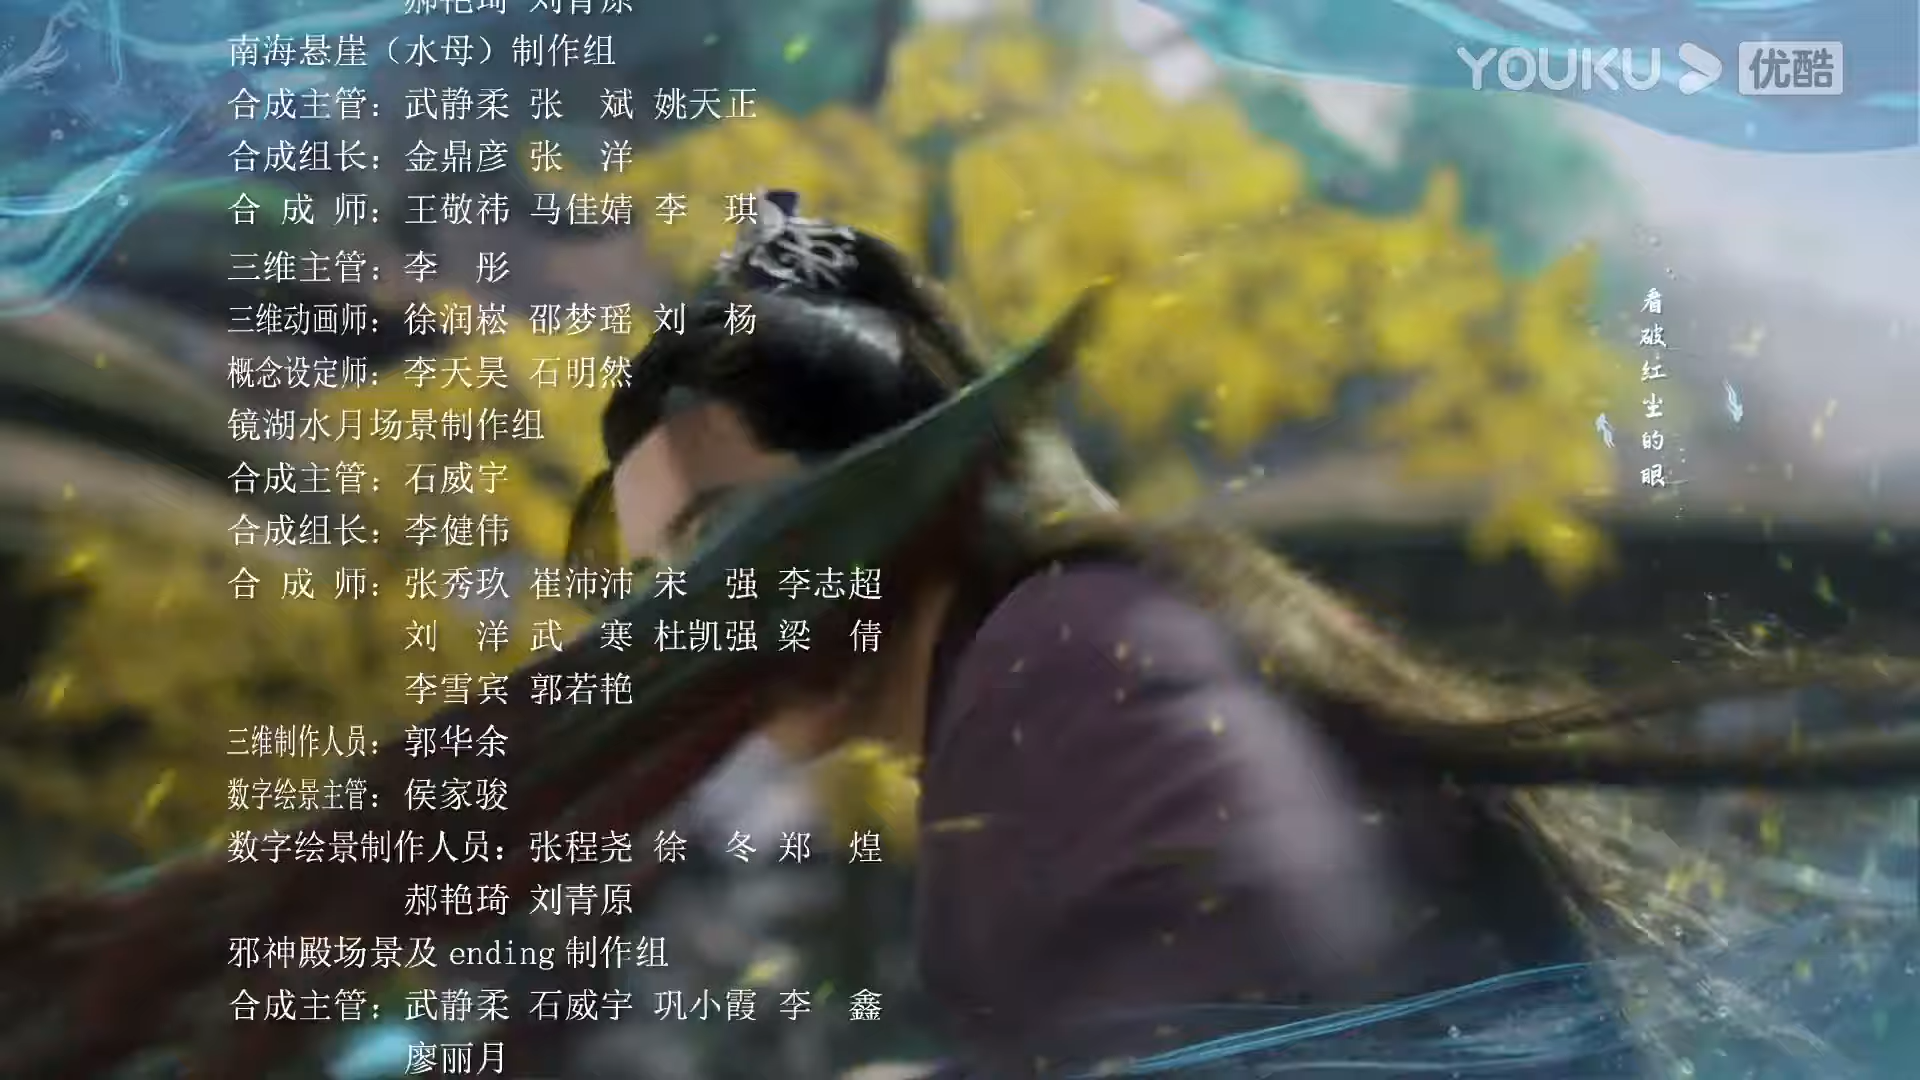 郝艳琦 刘青原
南海悬崖（水母）制作组
合成主管：武静柔 张　斌 姚天正
合成组长：金鼎彦 张　洋
合 成 师：王敬祎 马佳婧 李　琪
三维主管：李　彤
三维动画师：徐润崧 邵梦瑶 刘　杨
概念设定师：李天昊 石明然
镜湖水月场景制作组
合成主管：石威宇
合成组长：李健伟
合 成 师：张秀玖 崔沛沛 宋　强 李志超
刘　洋 武　寒 杜凯强 梁　倩
李雪宾 郭若艳
三维制作人员：郭华余
数字绘景主管：侯家骏
数字绘景制作人员：张程尧 徐　冬 郑　煌
郝艳琦 刘青原
邪神殿场景及 ending 制作组
合成主管：武静柔 石威宇 巩小霞 李　鑫
廖丽月
YOUKU 优酷
看破红尘的眼